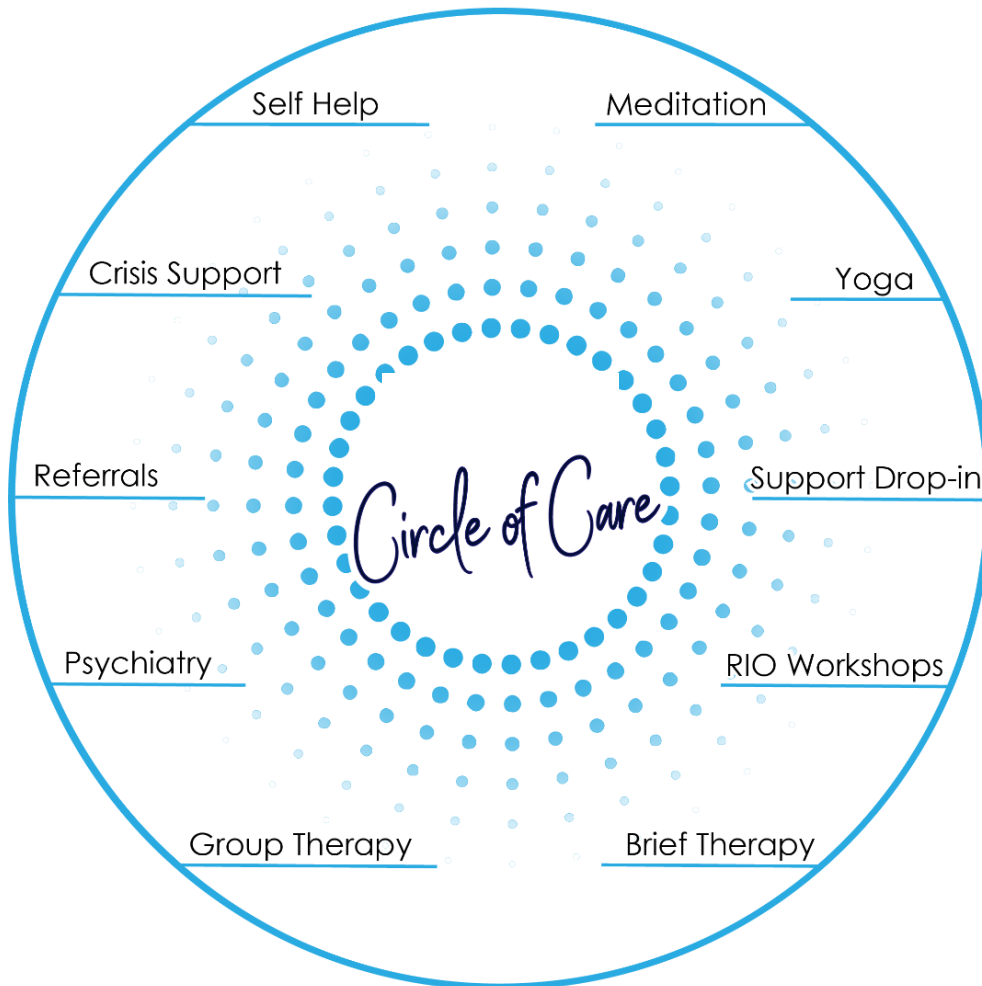 Self Help
Meditation
Crisis Support
Yoga
Referrals
Support Drop-in
Circle of Care
Psychiatry
RIO Workshops
Group Therapy
Brief Therapy